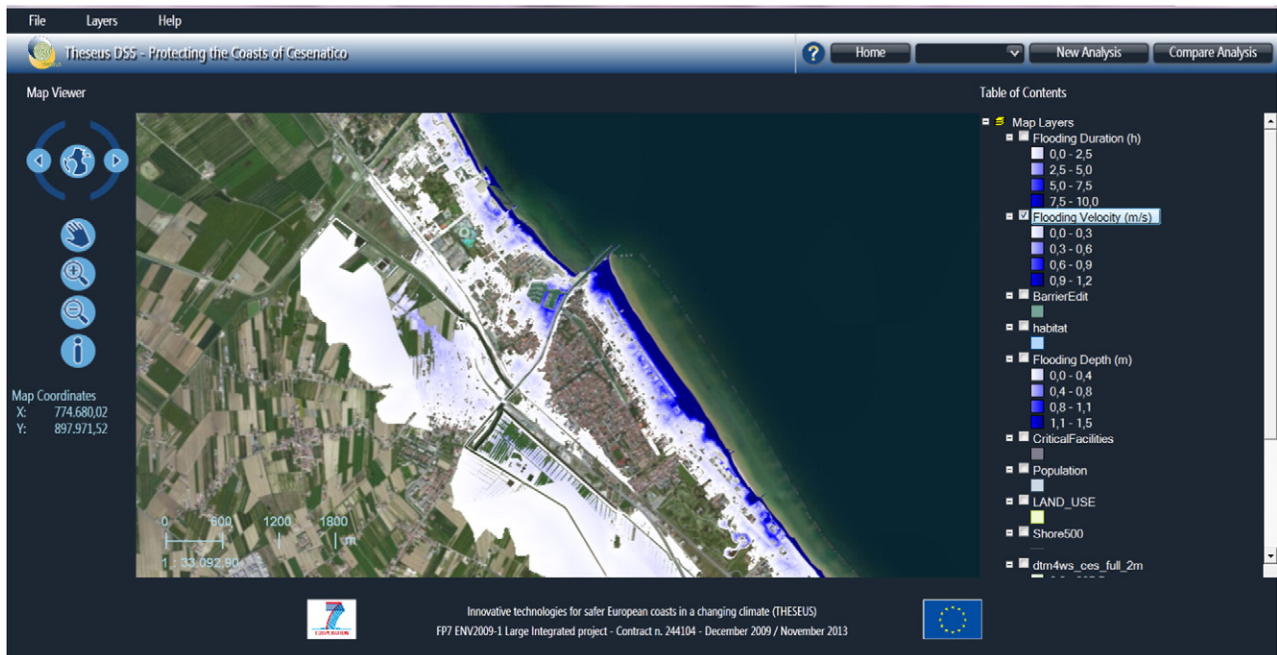 File Layers Help
Theseus DSS - Protecting the Coasts of Cesenatico
? Home New Analysis Compare Analysis
Map Viewer
Table of Contents
Map Layers
Flooding Duration (h)
0,0 - 2,5
2,5 - 5,0
5,0 - 7,5
7,5 - 10,0
Flooding Velocity (m/s)
0,0 - 0,3
0,3 - 0,6
0,6 - 0,9
0,9 - 1,2
BarrierEdit
habitat
Flooding Depth (m)
0,0 - 0,4
0,4 - 0,8
0,8 - 1,1
1,1 - 1,5
CriticalFacilities
Population
LAND_USE
Shore500
dtm4ws_ces_full_2m
Map Coordinates
X: 774.680,02
Y: 897.971,52
0 600 1200 1800
m
1 : 33.092,90
Innovative technologies for safer European coasts in a changing climate (THESEUS)
FP7 ENV2009-1 Large Integrated project - Contract n. 244104 - December 2009 / November 2013